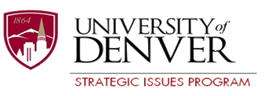 1864
UNIVERSITY of
DENVER
STRATEGIC ISSUES PROGRAM